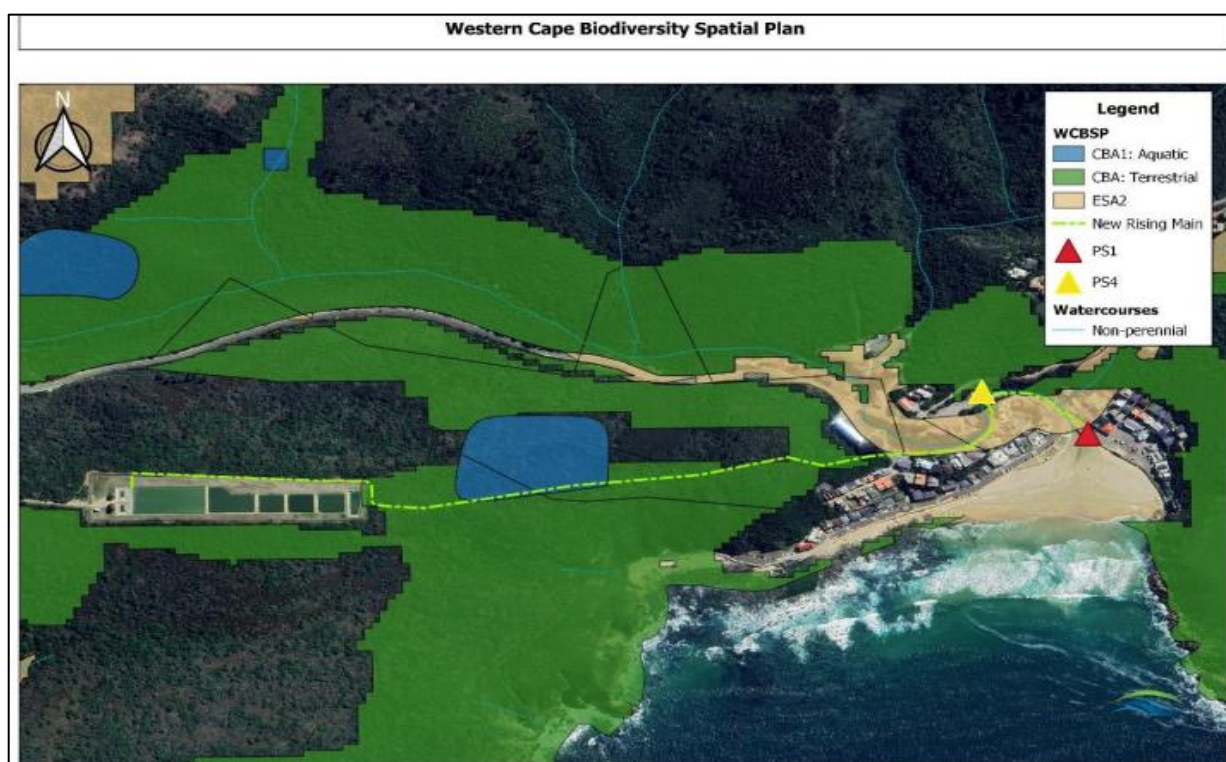 Western Cape Biodiversity Spatial Plan
N
Legend
WCBSP
CBA1: Aquatic
CBA: Terrestrial
ESA2
New Rising Main
PS1
PS4
Watercourses
Non-perennial